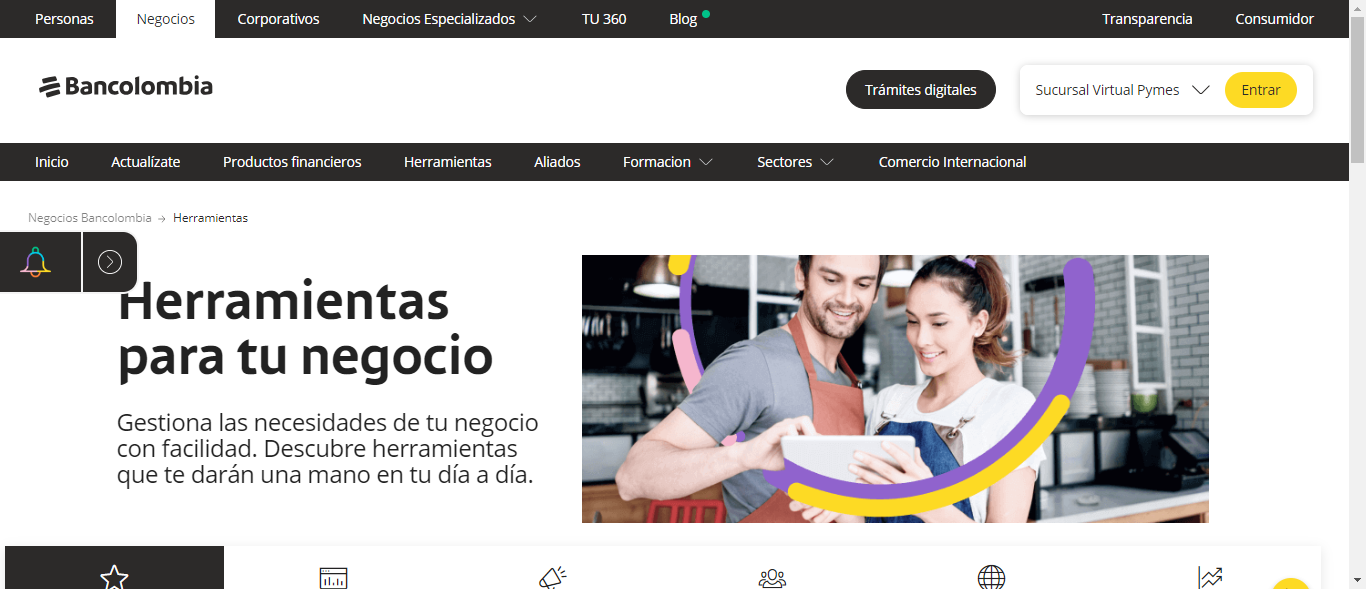 Personas Negocios Corporativos Negocios Especializados TU 360 Blog Transparencia Consumidor
Bancolombia
Trámites digitales
Sucursal Virtual Pymes
Entrar
Inicio Actualízate Productos financieros Herramientas Aliados Formacion Sectores Comercio Internacional
Negocios Bancolombia → Herramientas
Herramientas
para tu negocio
Gestiona las necesidades de tu negocio
con facilidad. Descubre herramientas
que te darán una mano en tu día a día.